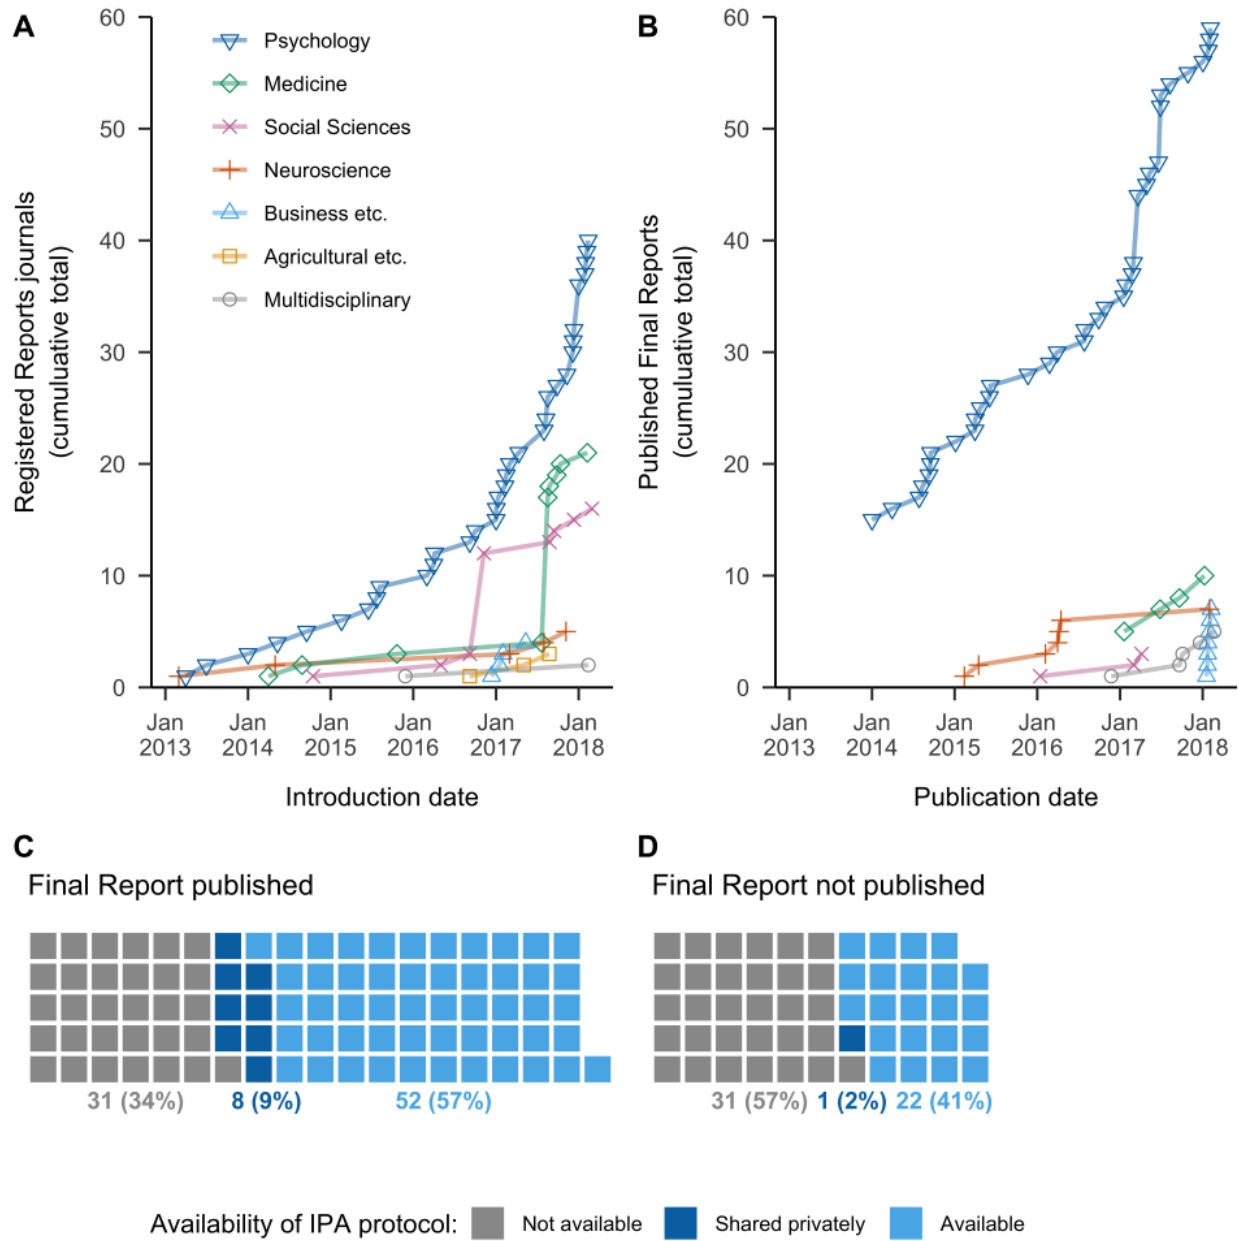 A
60
50
40
30
20
10
0
Registered Reports journals
(cumuluative total)
Psychology
Medicine
Social Sciences
Neuroscience
Business etc.
Agricultural etc.
Multidisciplinary
Jan Jan Jan Jan Jan Jan
2013 2014 2015 2016 2017 2018
Introduction date
B
60
50
40
30
20
10
0
Published Final Reports
(cumuluative total)
Jan Jan Jan Jan Jan Jan
2013 2014 2015 2016 2017 2018
Publication date
C
Final Report published
31 (34%) 8 (9%) 52 (57%)
D
Final Report not published
31 (57%) 1 (2%) 22 (41%)
Availability of IPA protocol: Not available Shared privately Available